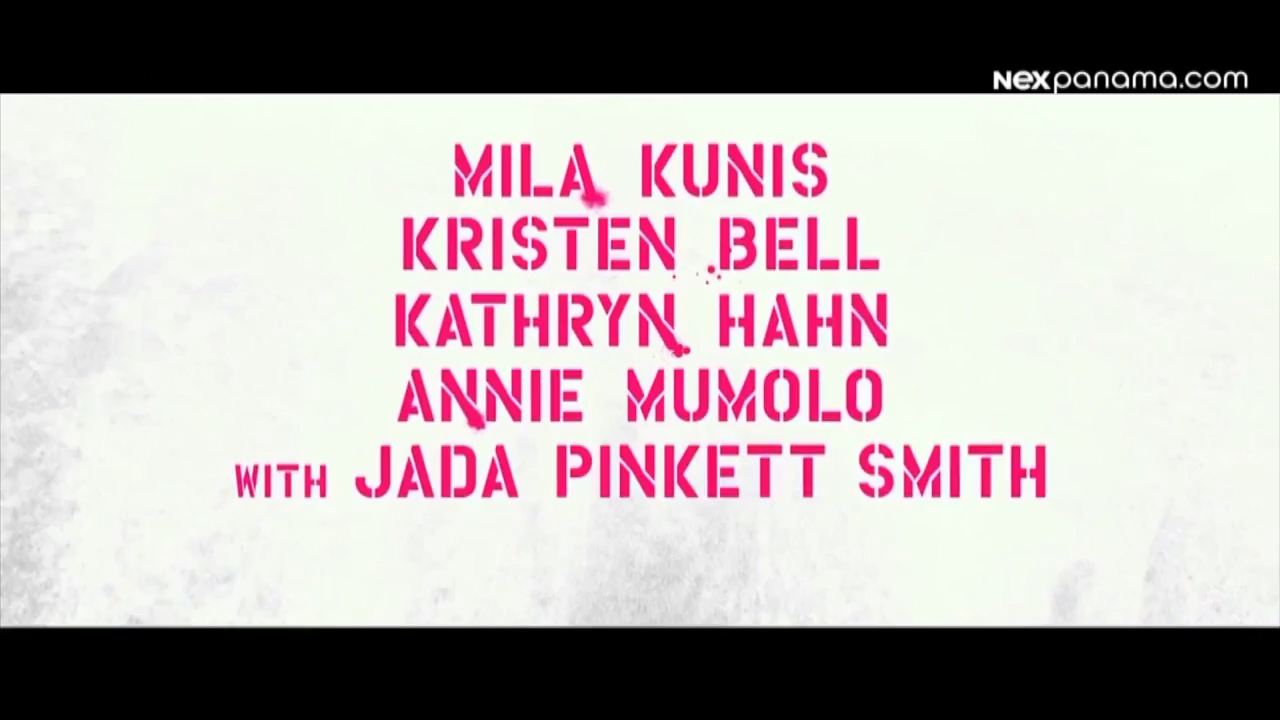 Nexpanama.com
MILA KUNIS
KRISTEN BELL
KATHRYN HAHN
ANNIE MUMOLO
WITH JADA PINKETT SMITH